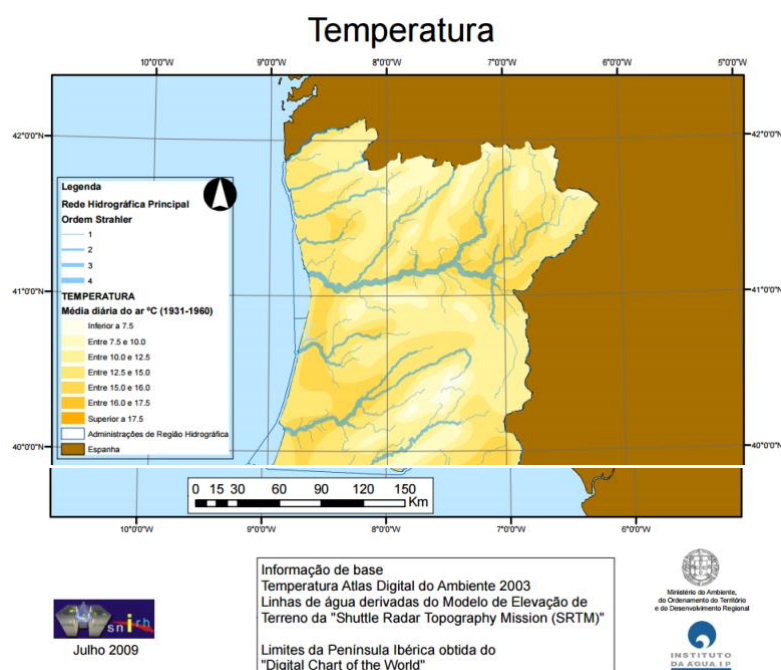 Temperatura
10°0'0"W 9°0'0"W 8°0'0"W 7°0'0"W 6°0'0"W 5°0'0"W
42°0'0"N 42°0'0"N
Legenda
Rede Hidrográfica Principal
Ordem Strahler
1
2
3
4
41°0'0"N 41°0'0"N
TEMPERATURA
Média diária do ar ºC (1931-1960)
Inferior a 7.5
Entre 7.5 e 10.0
Entre 10.0 e 12.5
Entre 12.5 e 15.0
Entre 15.0 e 16.0
Entre 16.0 e 17.5
Superior a 17.5
Administrações de Região Hidrográfica
Espanha
40°0'0"N 40°0'0"N
0 15 30 60 90 120 150
Km
10°0'0"W 9°0'0"W 8°0'0"W 7°0'0"W 6°0'0"W
Informação de base
Temperatura Atlas Digital do Ambiente 2003
Linhas de água derivadas do Modelo de Elevação de
Terreno da "Shuttle Radar Topography Mission (SRTM)"
Limites da Península Ibérica obtida do
"Digital Chart of the World"
snirh
Julho 2009
Ministério do Ambiente,
do Ordenamento do Território
e do Desenvolvimento Regional
INSTITUTO
DA ÁGUA, I.P.